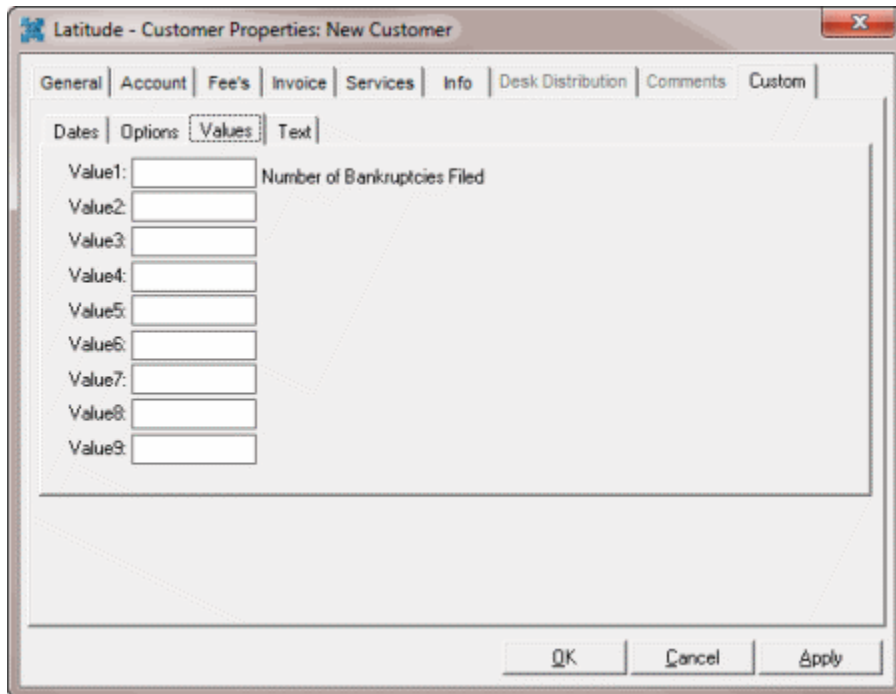 Latitude - Customer Properties: New Customer
General Account Fee's Invoice Services Info Desk Distribution Comments Custom
Dates Options Values Text
Value1: Number of Bankruptcies Filed
Value2:
Value3:
Value4:
Value5:
Value6:
Value7:
Value8:
Value9:
OK Cancel Apply